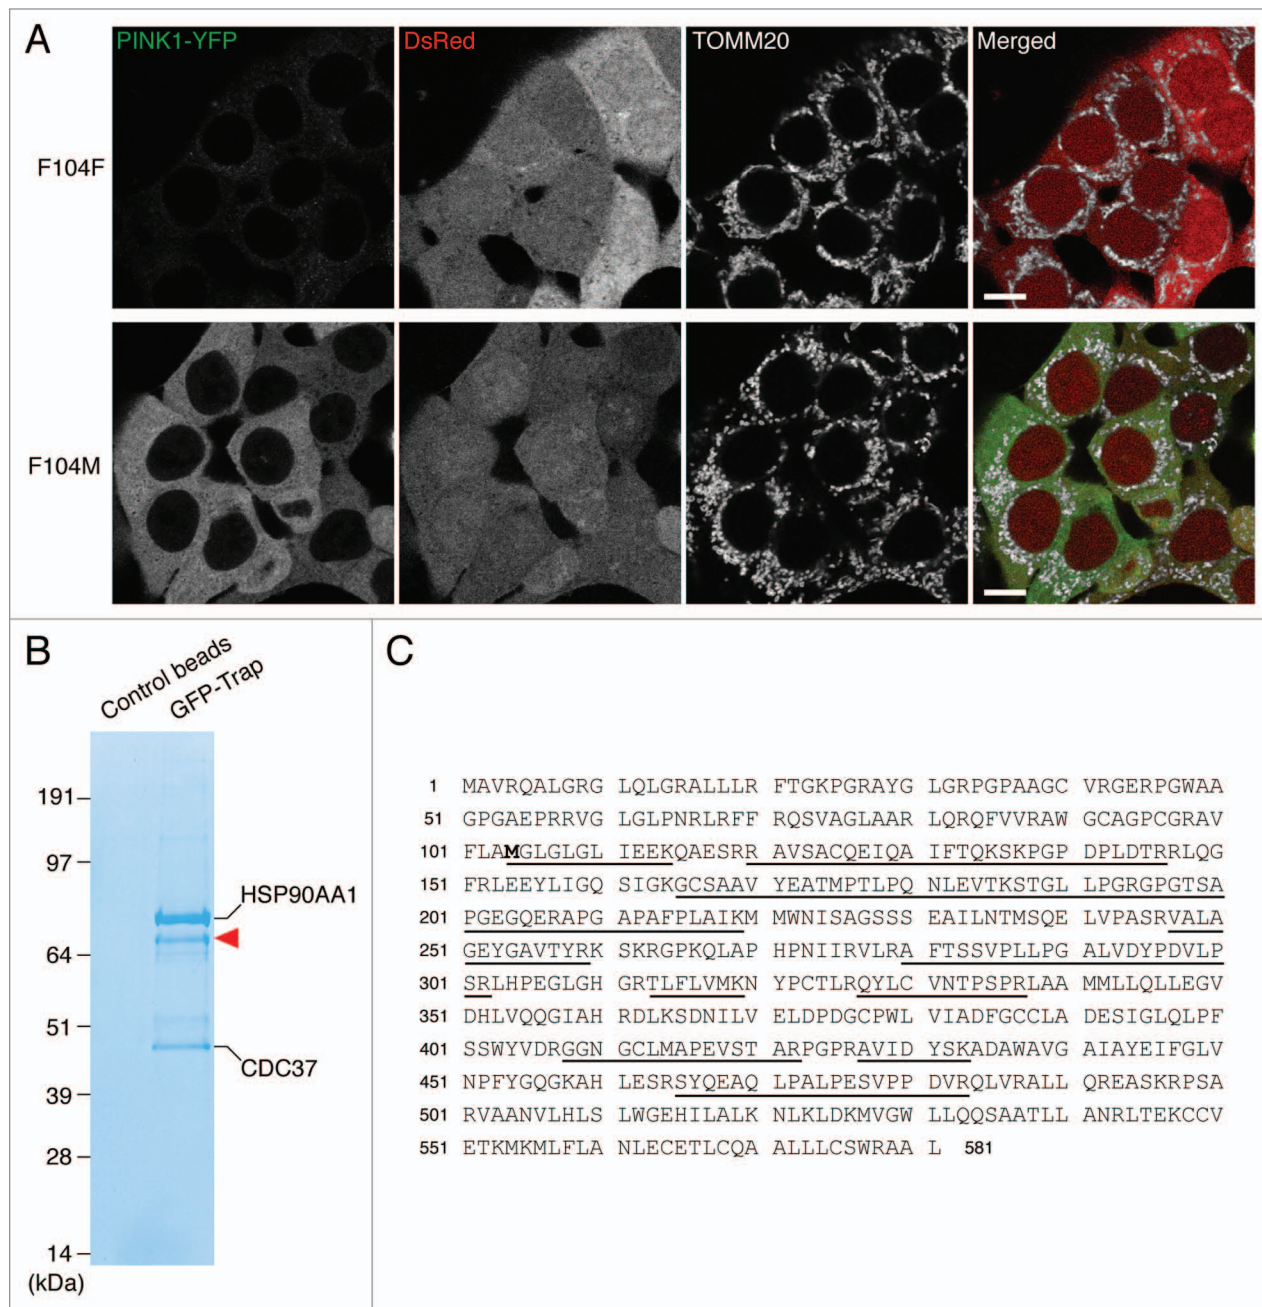 A
PINK1-YFP
DsRed
TOMM20
Merged
F104F
F104M
B
Control beads
GFP-Trap
191
97
64
51
39
28
14
(kDa)
HSP90AA1
CDC37
C
1 MAVRQALGRG LQLGRALLLR FTGKPGRAYG LGRPGPAAGC VRGERPGWAA
51 GPGAEPRRVG LGLPNRLRFF RQSVAGLAAR LQRQFVVRAW GCAGPCGRAV
101 FLAMGLGLGL IEEKQAESRR AVSACQEIQA IFTQKSKPGP DPLDTRRLQG
151 FRLEEYLIGQ SIGKGCSAAV YEATMPTLPQ NLEVTKSTGL LPGRGPGTSA
201 PGEGQERAPG APAFPLAIKM MWNISAGSSS EAILNTMSQE LVPASRVALA
251 GEYGAVTYRK SKRGPKQLAP HPNIIRVLRA FTSSVPLLPG ALVDYPDVLP
301 SRLHPEGLGH GRTLFLVMKN YPCTLRQYLC VNTPSPRLAA MMLLQLLEGV
351 DHLVQQGIAH RDLKSDNILV ELDPDGCPWL VIADFGCCLA DESIGLQLPF
401 SSWYVDRGGN GCLMAPEVST ARPGPRAVID YSKADAWAVG AIAYEIFGLV
451 NPFYGQGKAH LESRSYQEAQ LPALPESVPP DVRQLVRALL QREASKRPSA
501 RVAANVLHLS LWGEHILALK NLKLDKMVGW LLQQSAATLL ANRLTEKCCV
551 ETKMKMLFLA NLECETLCQA ALLLCSWRAA L 581